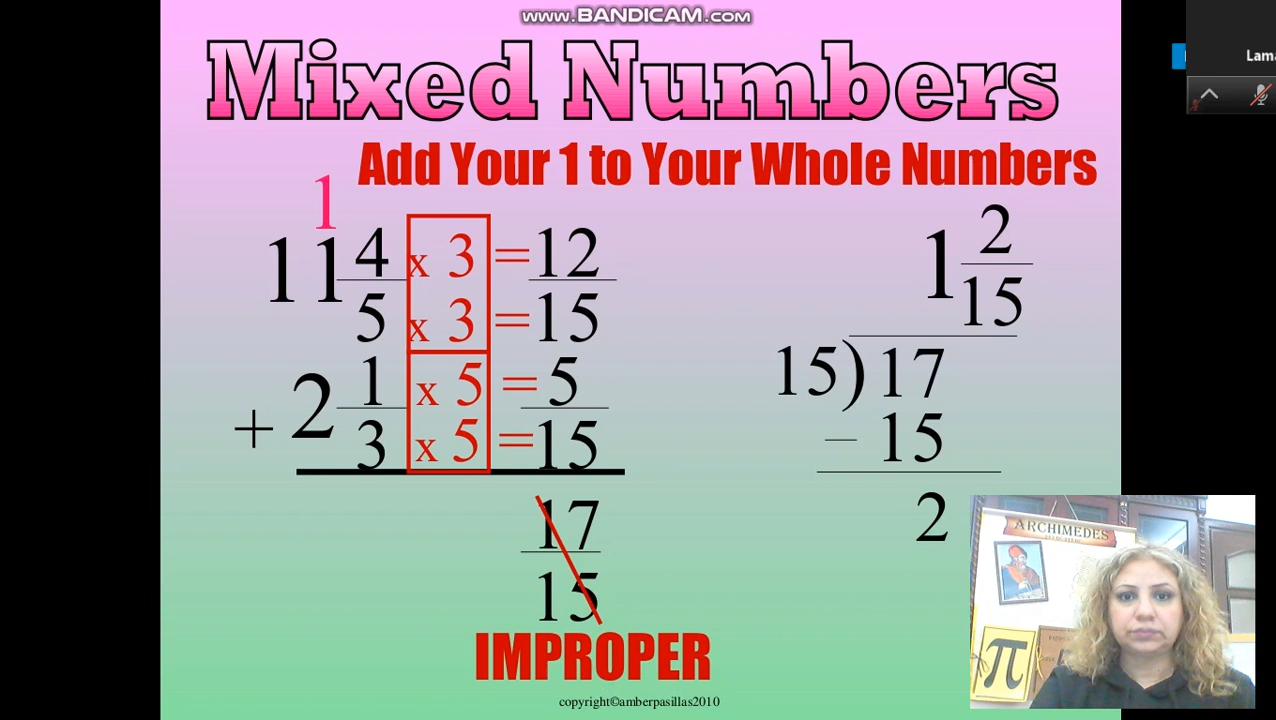 www.BANDICAM.com
Lama
Mixed Numbers
Add Your 1 to Your Whole Numbers
1
11 4/5 x 3 = 12
x 3 = 15
+ 2 1/3 x 5 = 5
x 5 = 15
17
15
IMPROPER
1 2/15
15) 17
− 15
2
ARCHIMEDES
π
copyright©amberpasillas2010